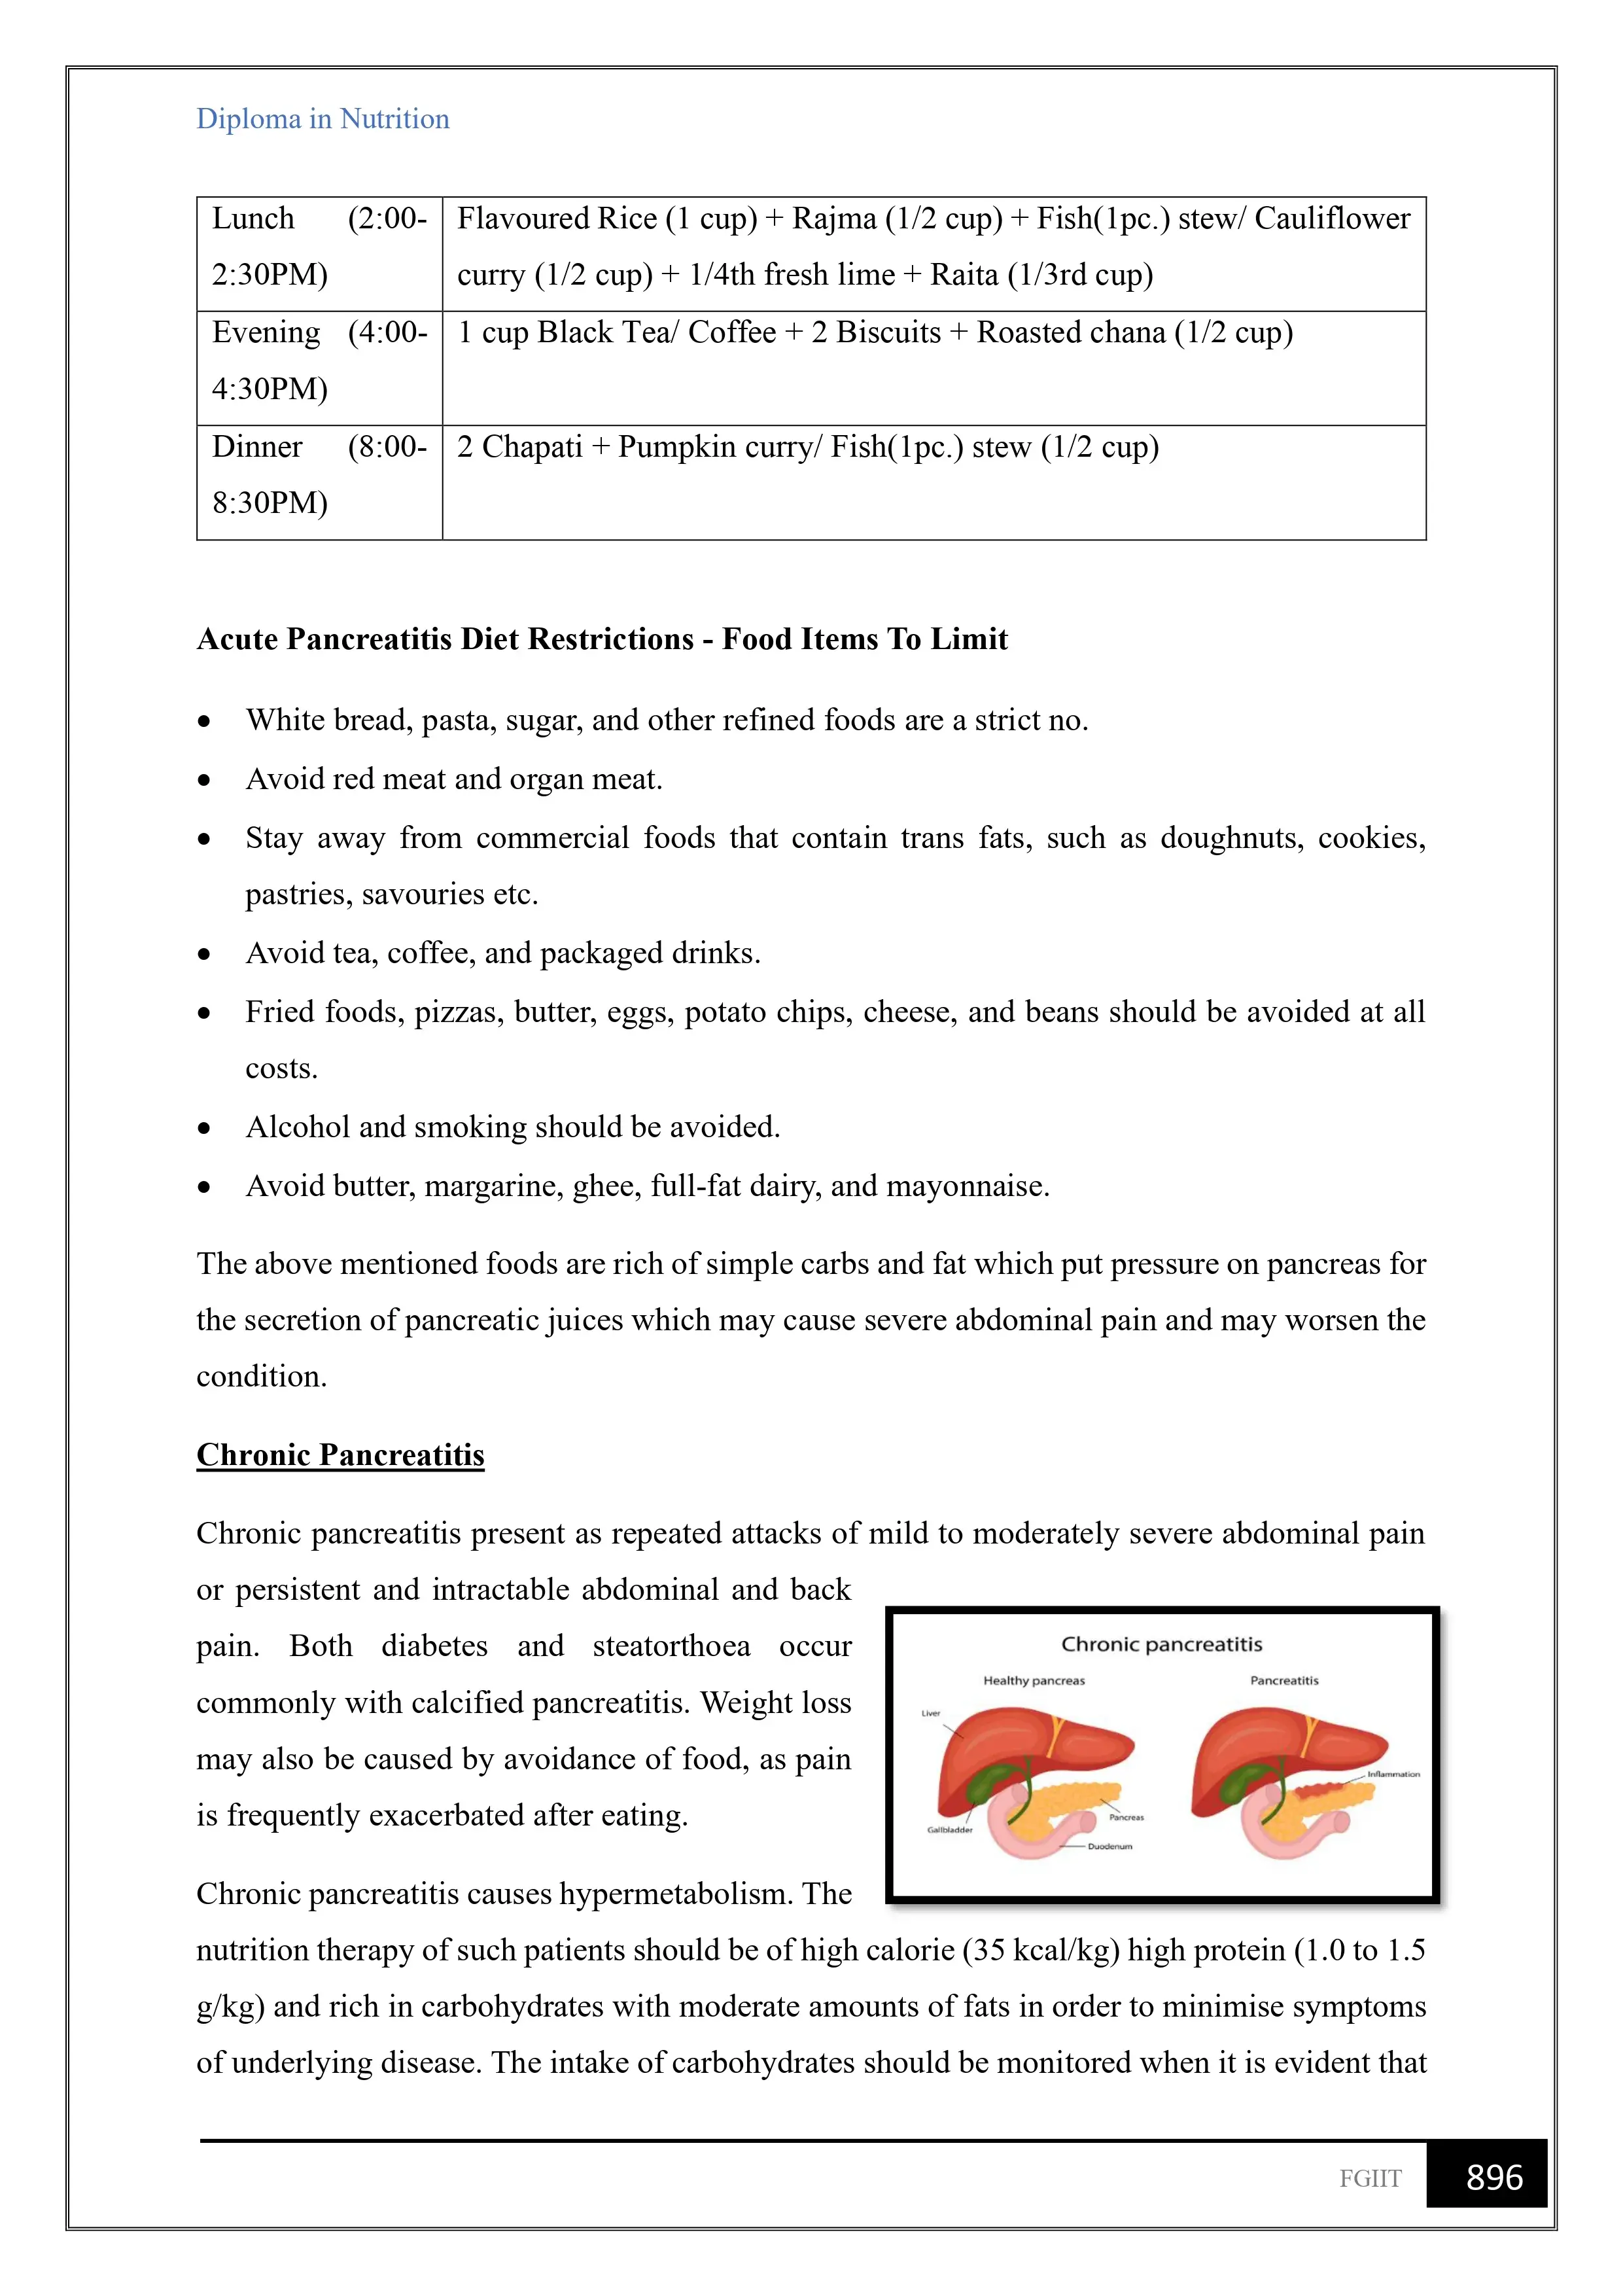 Diploma in Nutrition
Lunch (2:00-
2:30PM)
Flavoured Rice (1 cup) + Rajma (1/2 cup) + Fish(1pc.) stew/ Cauliflower
curry (1/2 cup) + 1/4th fresh lime + Raita (1/3rd cup)
Evening (4:00-
4:30PM)
1 cup Black Tea/ Coffee + 2 Biscuits + Roasted chana (1/2 cup)
Dinner (8:00-
8:30PM)
2 Chapati + Pumpkin curry/ Fish(1pc.) stew (1/2 cup)
Acute Pancreatitis Diet Restrictions - Food Items To Limit
• White bread, pasta, sugar, and other refined foods are a strict no.
• Avoid red meat and organ meat.
• Stay away from commercial foods that contain trans fats, such as doughnuts, cookies,
pastries, savouries etc.
• Avoid tea, coffee, and packaged drinks.
• Fried foods, pizzas, butter, eggs, potato chips, cheese, and beans should be avoided at all
costs.
• Alcohol and smoking should be avoided.
• Avoid butter, margarine, ghee, full-fat dairy, and mayonnaise.
The above mentioned foods are rich of simple carbs and fat which put pressure on pancreas for
the secretion of pancreatic juices which may cause severe abdominal pain and may worsen the
condition.
Chronic Pancreatitis
Chronic pancreatitis present as repeated attacks of mild to moderately severe abdominal pain
or persistent and intractable abdominal and back
pain. Both diabetes and steatorthoea occur
commonly with calcified pancreatitis. Weight loss
may also be caused by avoidance of food, as pain
is frequently exacerbated after eating.
Chronic pancreatitis
Healthy pancreas
Pancreatitis
Liver
Inflammation
Pancreas
Gallbladder
Duodenum
Chronic pancreatitis causes hypermetabolism. The
nutrition therapy of such patients should be of high calorie (35 kcal/kg) high protein (1.0 to 1.5
g/kg) and rich in carbohydrates with moderate amounts of fats in order to minimise symptoms
of underlying disease. The intake of carbohydrates should be monitored when it is evident that
FGIIT
896